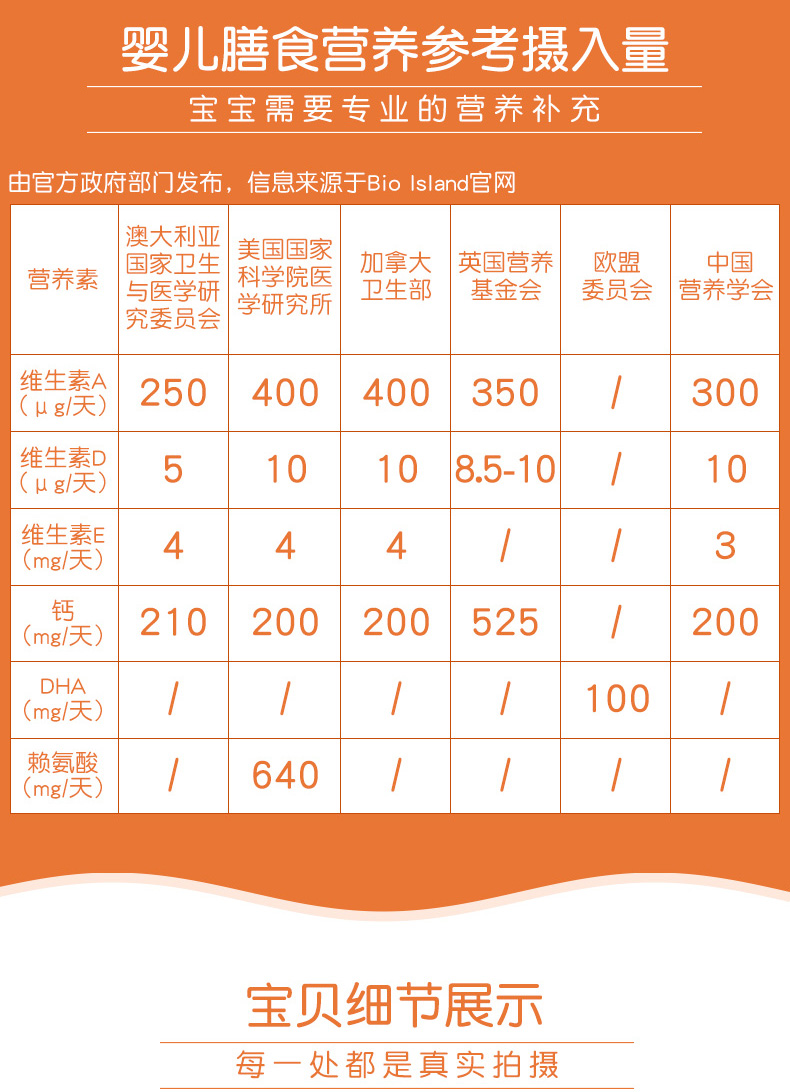 婴儿膳食营养参考摄入量
宝宝需要专业的营养补充
由官方政府部门发布，信息来源于Bio Island官网
营养素
澳大利亚
国家卫生
与医学研
究委员会
美国国家
科学院医
学研究所
加拿大
卫生部
英国营养
基金会
欧盟
委员会
中国
营养学会
维生素A
（μg/天）
250
400
400
350
/
300
维生素D
（μg/天）
5
10
10
8.5-10
/
10
维生素E
（mg/天）
4
4
4
/
/
3
钙
（mg/天）
210
200
200
525
/
200
DHA
（mg/天）
/
/
/
/
100
/
赖氨酸
（mg/天）
/
640
/
/
/
/
宝贝细节展示
每一处都是真实拍摄